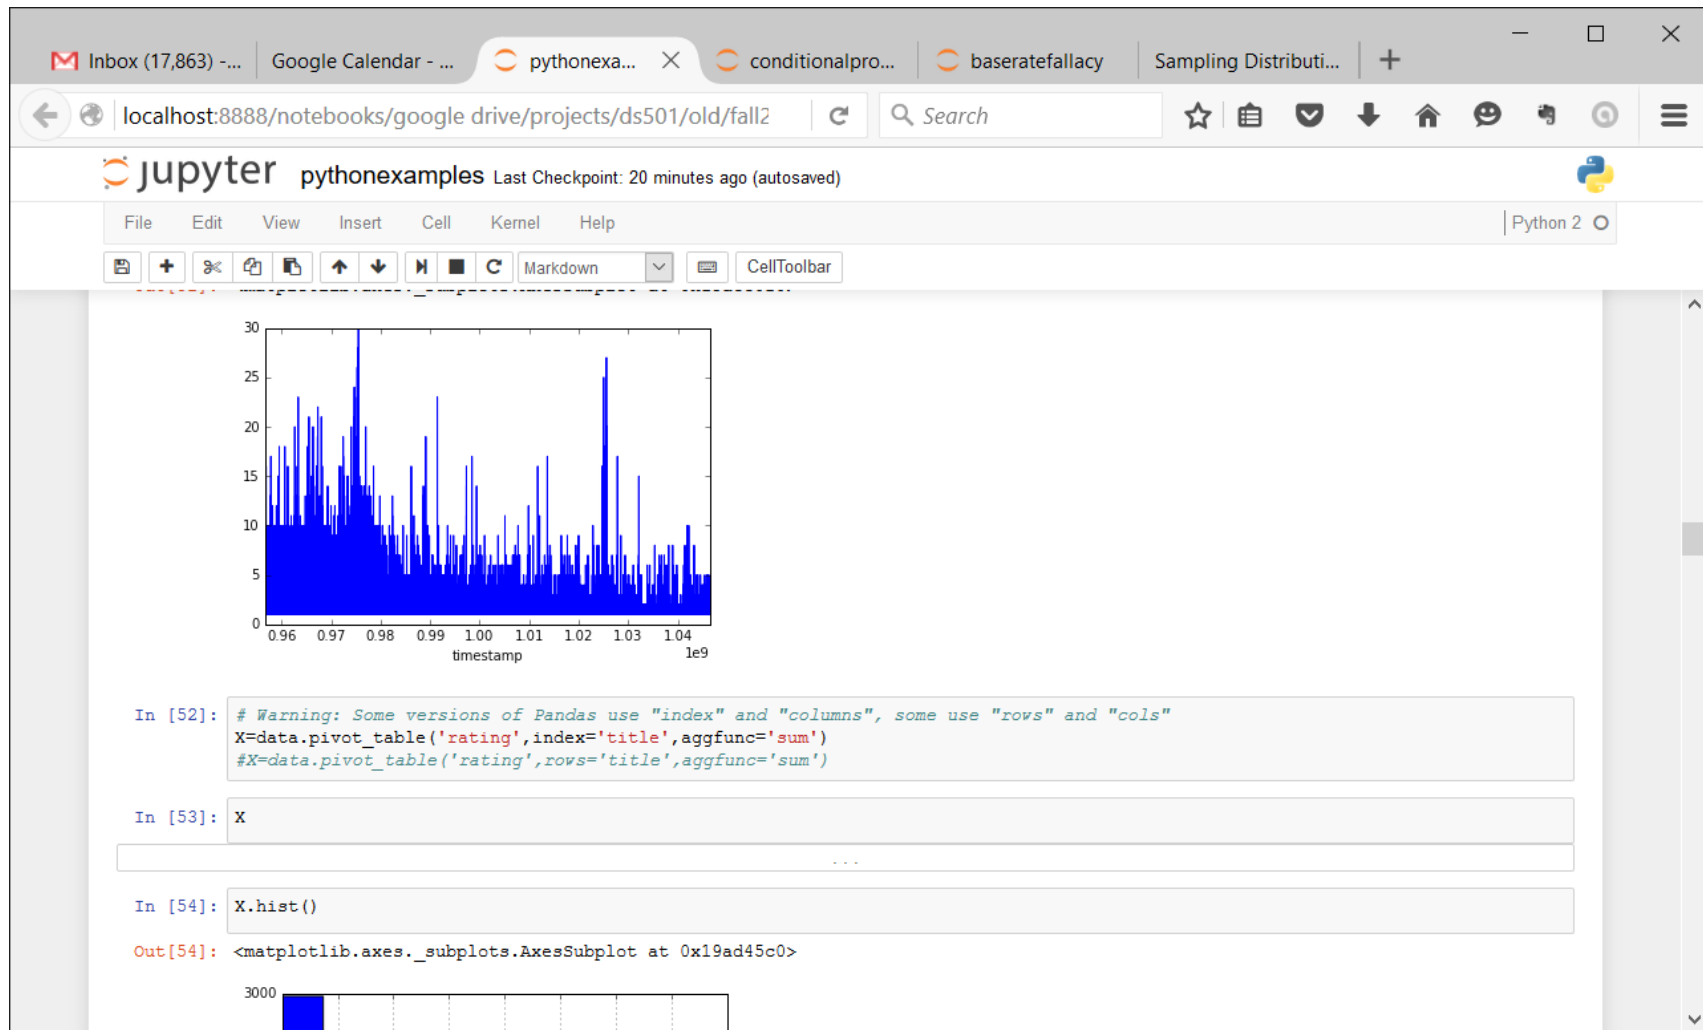 Inbox (17,863) -... Google Calendar - ... pythonexa... conditionalpro... baseratefallacy Sampling Distributi...
localhost:8888/notebooks/google drive/projects/ds501/old/fall2 Search
jupyter pythonexamples Last Checkpoint: 20 minutes ago (autosaved)
File Edit View Insert Cell Kernel Help Python 2
Markdown CellToolbar
30
25
20
15
10
5
0
0.96 0.97 0.98 0.99 1.00 1.01 1.02 1.03 1.04
timestamp 1e9
In [52]: # Warning: Some versions of Pandas use "index" and "columns", some use "rows" and "cols"
X=data.pivot_table('rating',index='title',aggfunc='sum')
#X=data.pivot_table('rating',rows='title',aggfunc='sum')
In [53]: X
...
In [54]: X.hist()
Out[54]: <matplotlib.axes._subplots.AxesSubplot at 0x19ad45c0>
3000